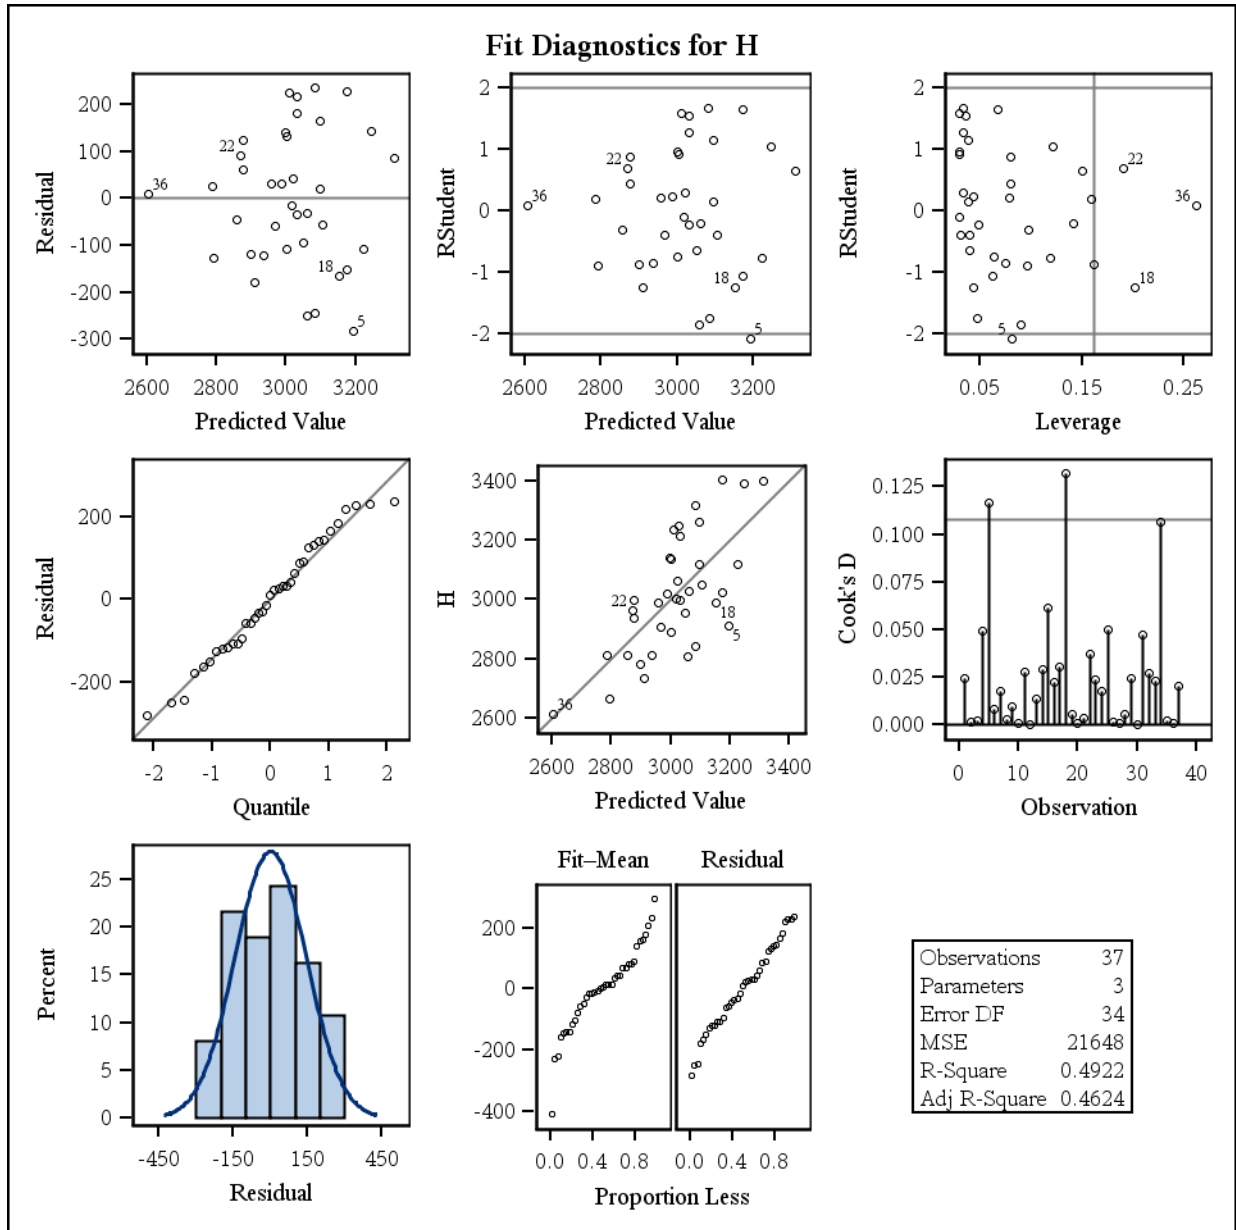 Fit Diagnostics for H
Residual
200
100
0
-100
-200
-300
22
36
18
5
2600 2800 3000 3200
Predicted Value
RStudent
2
1
0
-1
-2
22
36
18
5
2600 2800 3000 3200
Predicted Value
RStudent
2
1
0
-1
-2
22
36
18
5
0.05 0.15 0.25
Leverage
Residual
200
0
-200
-2 -1 0 1 2
Quantile
H
3400
3200
3000
2800
2600
22
18
5
36
2600 2800 3000 3200 3400
Predicted Value
Cook's D
0.125
0.100
0.075
0.050
0.025
0.000
0 10 20 30 40
Observation
Percent
25
20
15
10
5
0
-450 -150 150 450
Residual
Fit–Mean Residual
200
0
-200
-400
0.0 0.4 0.8 0.0 0.4 0.8
Proportion Less
Observations 37
Parameters 3
Error DF 34
MSE 21648
R-Square 0.4922
Adj R-Square 0.4624